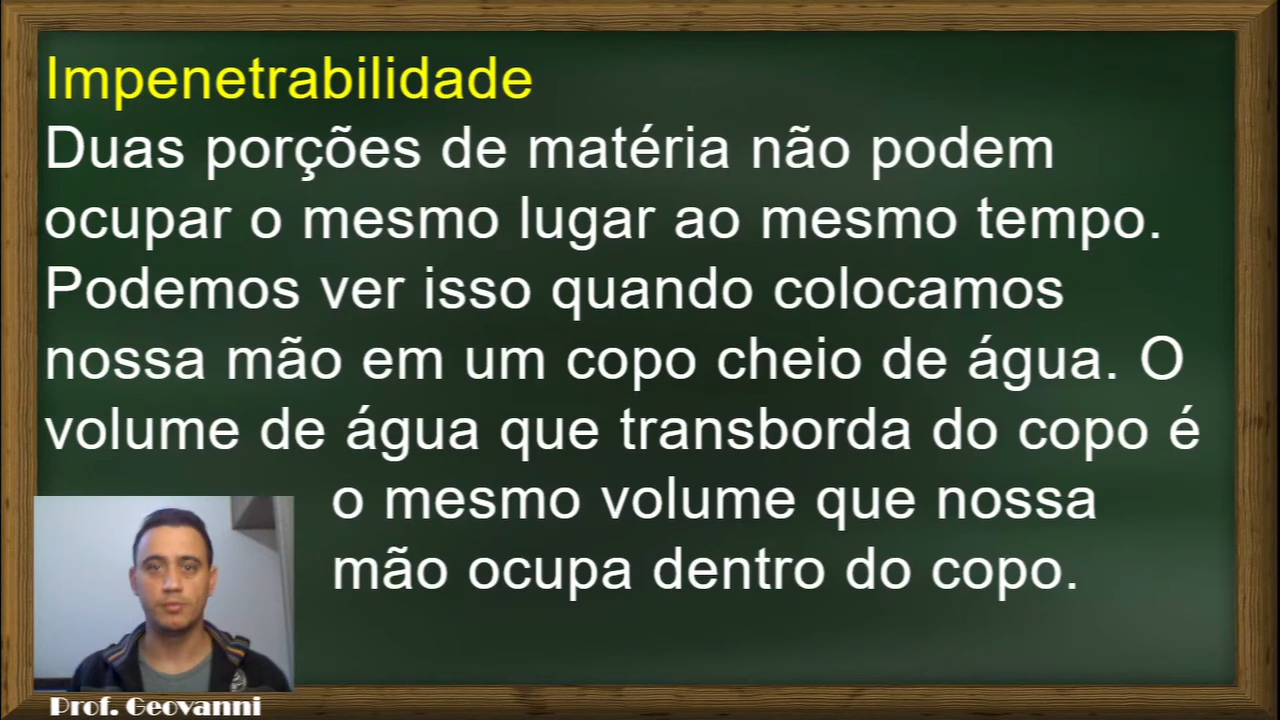 Impenetrabilidade
Duas porções de matéria não podem
ocupar o mesmo lugar ao mesmo tempo.
Podemos ver isso quando colocamos
nossa mão em um copo cheio de água. O
volume de água que transborda do copo é
o mesmo volume que nossa
mão ocupa dentro do copo.
Prof. Geovanni